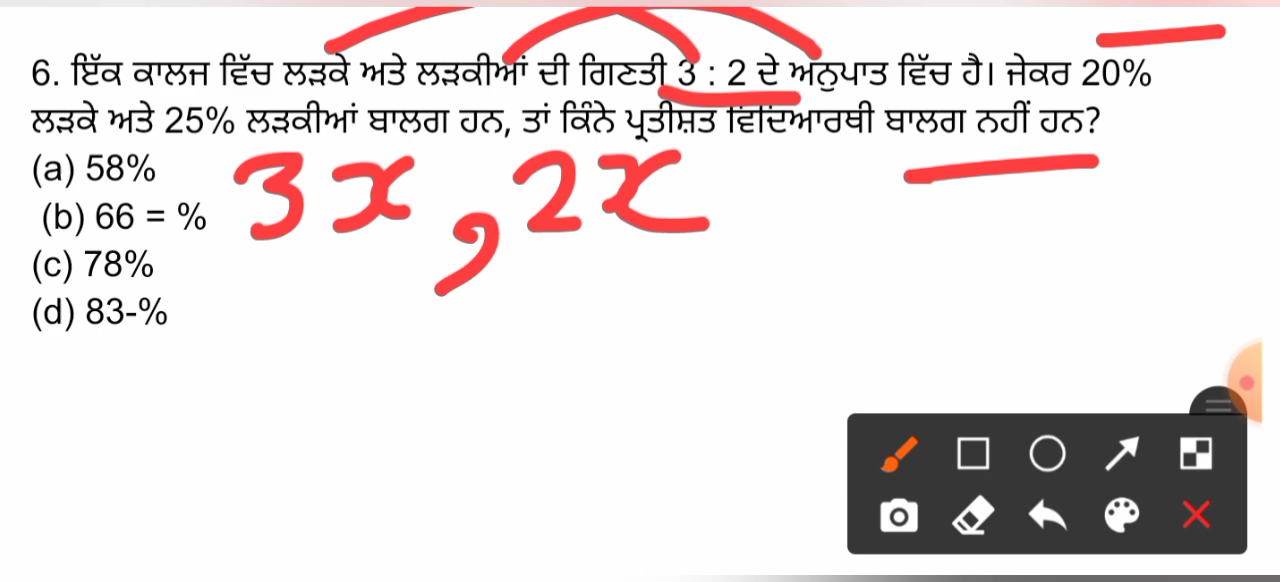 6. ਇੱਕ ਕਾਲਜ ਵਿੱਚ ਲੜਕੇ ਅਤੇ ਲੜਕੀਆਂ ਦੀ ਗਿਣਤੀ 3 : 2 ਦੇ ਅਨੁਪਾਤ ਵਿੱਚ ਹੈ। ਜੇਕਰ 20%
ਲੜਕੇ ਅਤੇ 25% ਲੜਕੀਆਂ ਬਾਲਗ ਹਨ, ਤਾਂ ਕਿੰਨੇ ਪ੍ਰਤੀਸ਼ਤ ਵਿਦਿਆਰਥੀ ਬਾਲਗ ਨਹੀਂ ਹਨ?
(a) 58%
(b) 66 = %
(c) 78%
(d) 83-%
3x, 2x